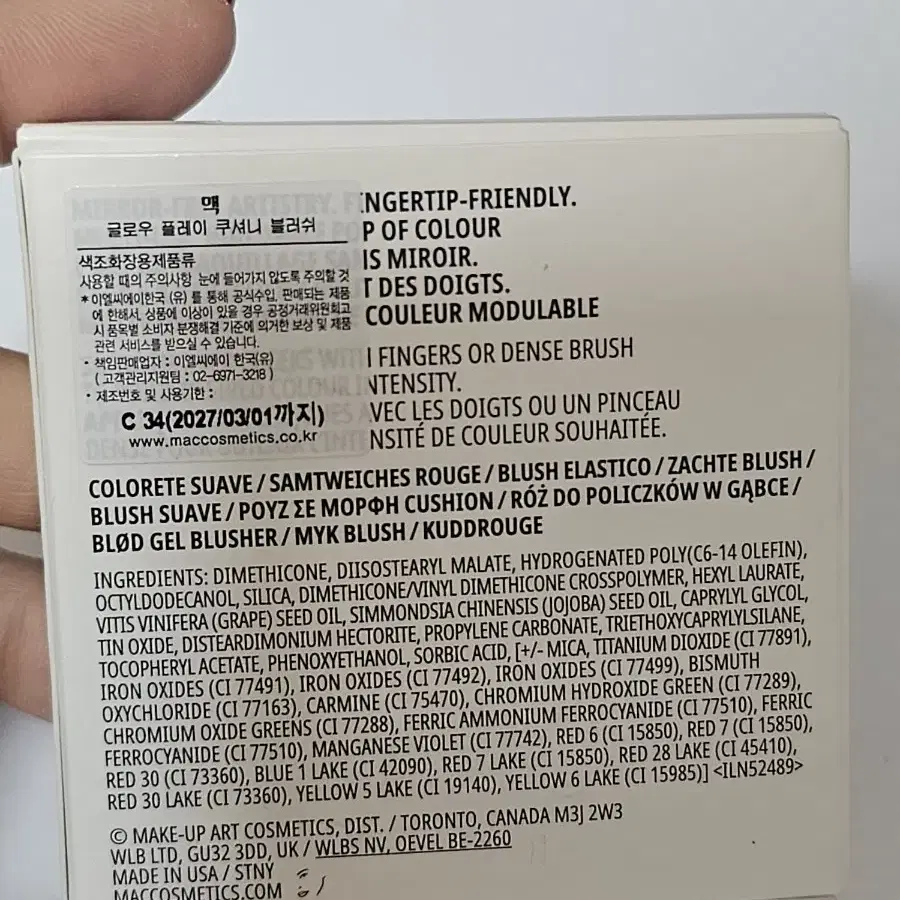 맥
글로우 플레이 쿠셔니 블러쉬
색조화장용제품류
사용할 때의 주의사항 눈에 들어가지 않도록 주의할 것
* 이엘씨에이한국 (유) 를 통해 공식수입, 판매되는 제품
에 한해서, 상품에 이상이 있을 경우 공정거래위원회고
시 품목별 소비자 분쟁해결 기준에 의거한 보상 및 제품
관련 서비스를 받으실 수 있습니다.
· 책임판매업자 : 이엘씨에이 한국(유)
( 고객관리지원팀 : 02-6971-3218 )
· 제조번호 및 사용기한 :
C 34(2027/03/01까지)
www.maccosmetics.co.kr
FINGERTIP-FRIENDLY.
P OF COLOUR
IS MIROIR.
T DES DOIGTS.
COULEUR MODULABLE
FINGERS OR DENSE BRUSH
INTENSITY.
AVEC LES DOIGTS OU UN PINCEAU
NSITÉ DE COULEUR SOUHAITÉE.
COLORETE SUAVE / SAMTWEICHES ROUGE / BLUSH ELASTICO / ZACHTE BLUSH /
BLUSH SUAVE / ΡΟΥΖ ΣΕ ΜΟΡΦΗ CUSHION / RÓŻ DO POLICZKÓW W GĄBCE /
BLØD GEL BLUSHER / MYK BLUSH / KUDDROUGE
INGREDIENTS: DIMETHICONE, DIISOSTEARYL MALATE, HYDROGENATED POLY(C6-14 OLEFIN),
OCTYLDODECANOL, SILICA, DIMETHICONE/VINYL DIMETHICONE CROSSPOLYMER, HEXYL LAURATE,
VITIS VINIFERA (GRAPE) SEED OIL, SIMMONDSIA CHINENSIS (JOJOBA) SEED OIL, CAPRYLYL GLYCOL,
TIN OXIDE, DISTEARDIMONIUM HECTORITE, PROPYLENE CARBONATE, TRIETHOXYCAPRYLYLSILANE,
TOCOPHERYL ACETATE, PHENOXYETHANOL, SORBIC ACID, [+/- MICA, TITANIUM DIOXIDE (CI 77891),
IRON OXIDES (CI 77491), IRON OXIDES (CI 77492), IRON OXIDES (CI 77499), BISMUTH
OXYCHLORIDE (CI 77163), CARMINE (CI 75470), CHROMIUM HYDROXIDE GREEN (CI 77289),
CHROMIUM OXIDE GREENS (CI 77288), FERRIC AMMONIUM FERROCYANIDE (CI 77510), FERRIC
FERROCYANIDE (CI 77510), MANGANESE VIOLET (CI 77742), RED 6 (CI 15850), RED 7 (CI 15850),
RED 30 (CI 73360), BLUE 1 LAKE (CI 42090), RED 7 LAKE (CI 15850), RED 28 LAKE (CI 45410),
RED 30 LAKE (CI 73360), YELLOW 5 LAKE (CI 19140), YELLOW 6 LAKE (CI 15985)] <ILN52489>
© MAKE-UP ART COSMETICS, DIST. / TORONTO, CANADA M3J 2W3
WLB LTD, GU32 3DD, UK / WLBS NV, OEVEL BE-2260
MADE IN USA / STNY
MACCOSMETICS.COM